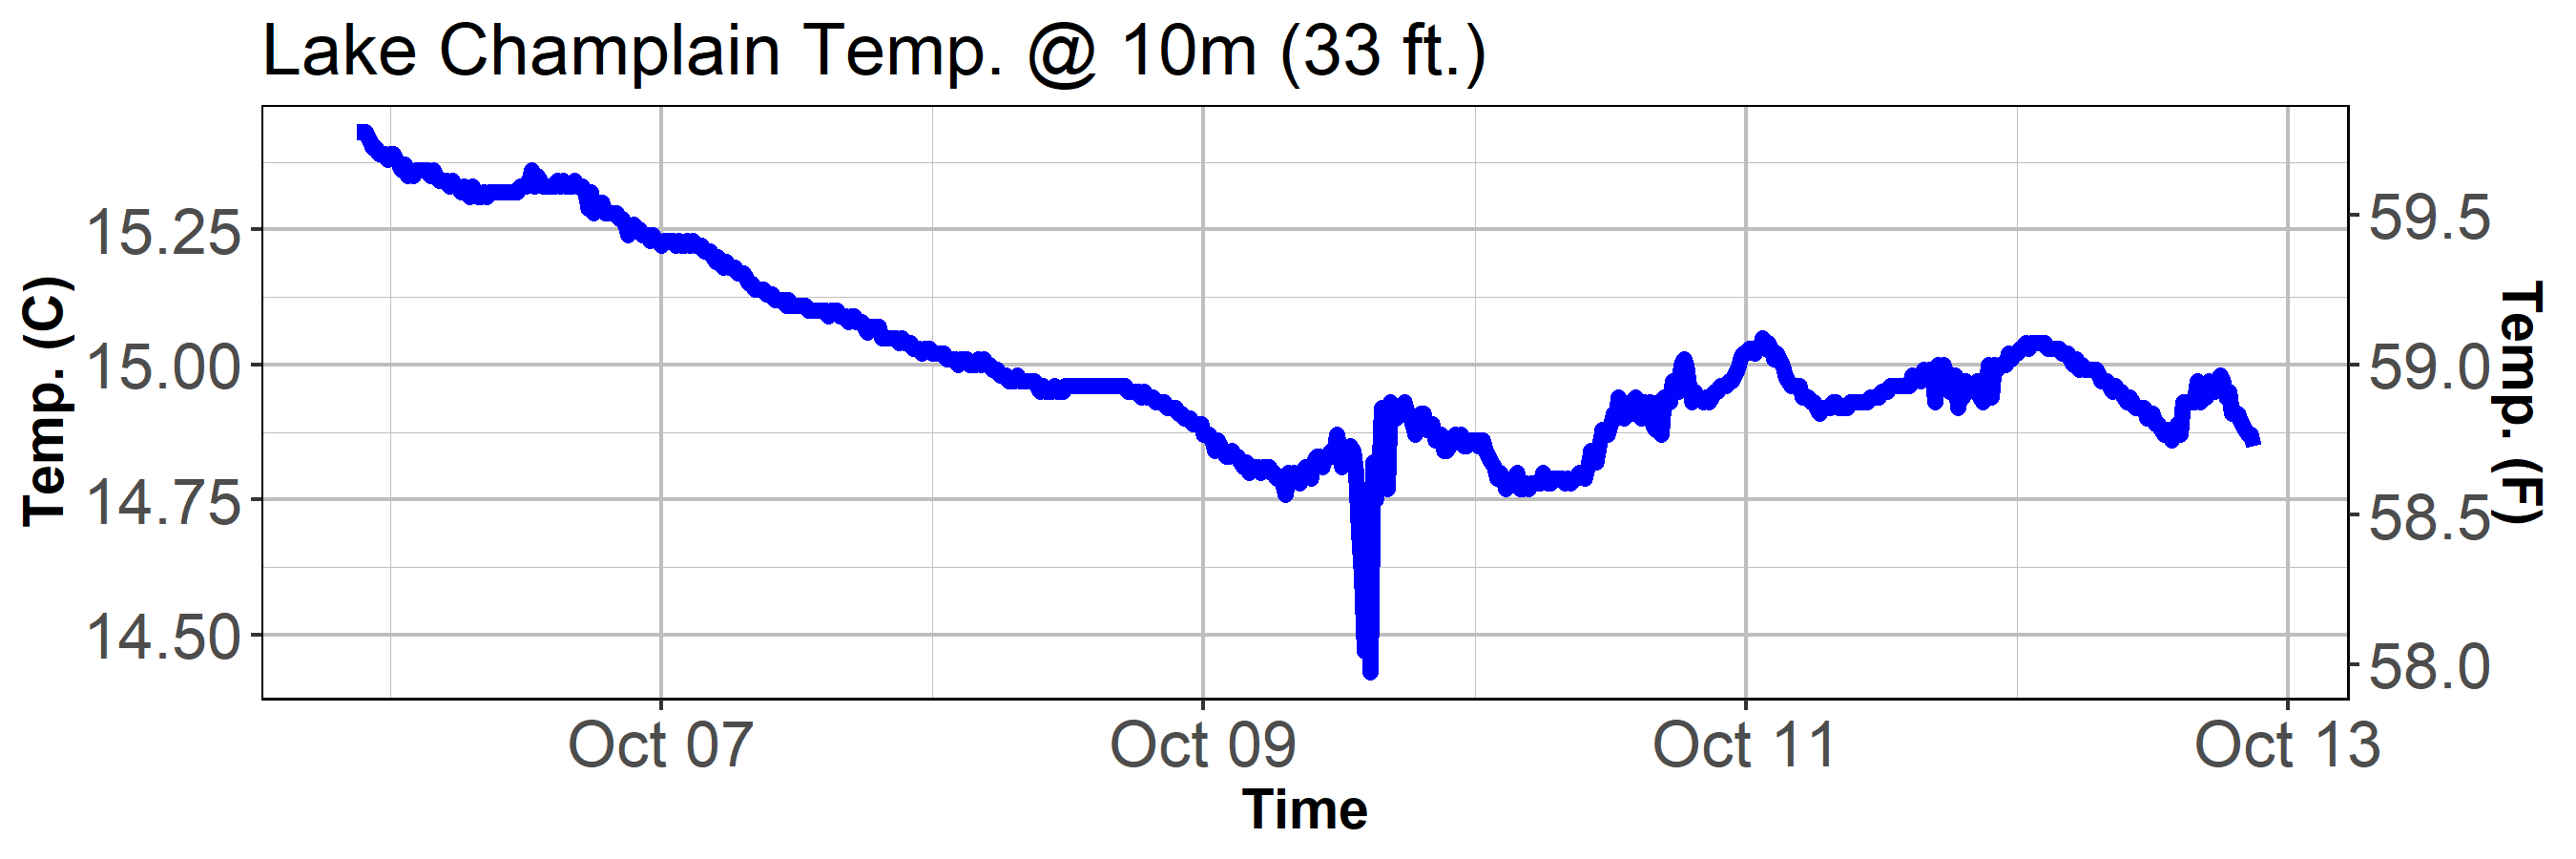 Lake Champlain Temp. @ 10m (33 ft.)
Temp. (C)
15.25
15.00
14.75
14.50
59.5
59.0
58.5
58.0
Temp. (F)
Oct 07
Oct 09
Oct 11
Oct 13
Time